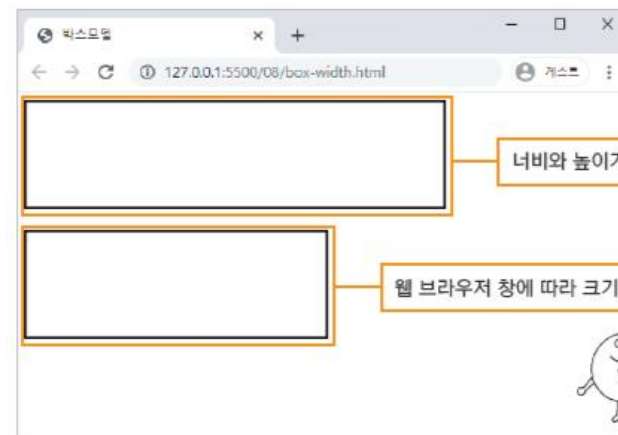 박스모델
127.0.0.1:5500/08/box-width.html
게스트
너비와 높이가
웹 브라우저 창에 따라 크기